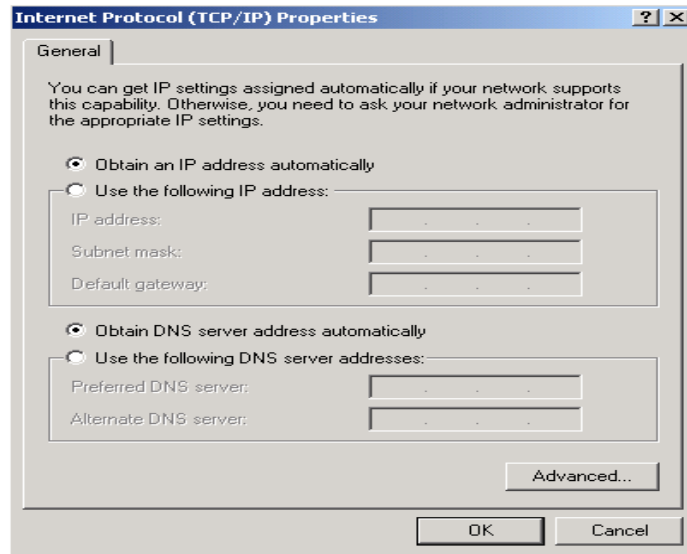 Internet Protocol (TCP/IP) Properties
General
You can get IP settings assigned automatically if your network supports
this capability. Otherwise, you need to ask your network administrator for
the appropriate IP settings.
Obtain an IP address automatically
Use the following IP address:
IP address:
Subnet mask:
Default gateway:
Obtain DNS server address automatically
Use the following DNS server addresses:
Preferred DNS server:
Alternate DNS server:
Advanced...
OK Cancel